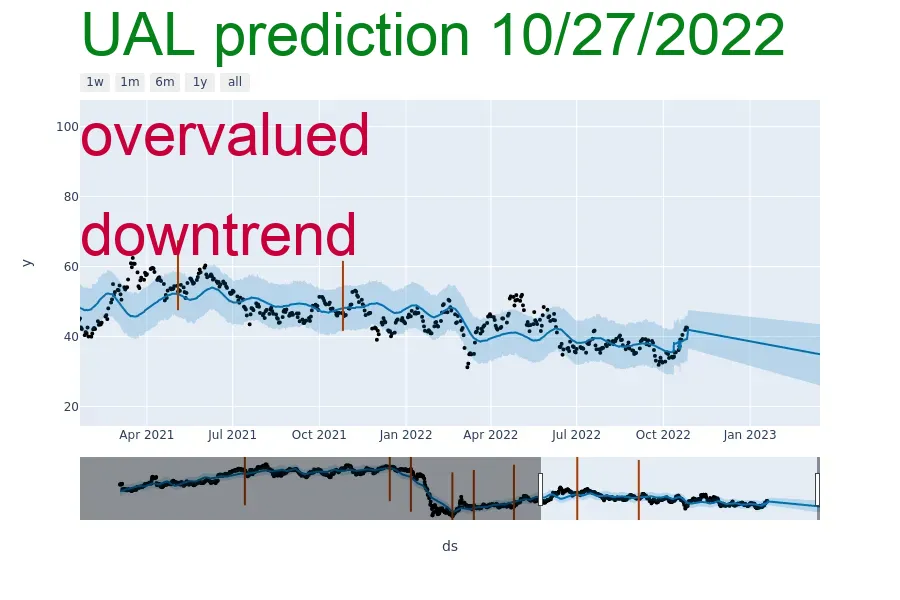 UAL prediction 10/27/2022
1w 1m 6m 1y all
overvalued
downtrend
100
80
60
40
20
y
Apr 2021 Jul 2021 Oct 2021 Jan 2022 Apr 2022 Jul 2022 Oct 2022 Jan 2023
ds